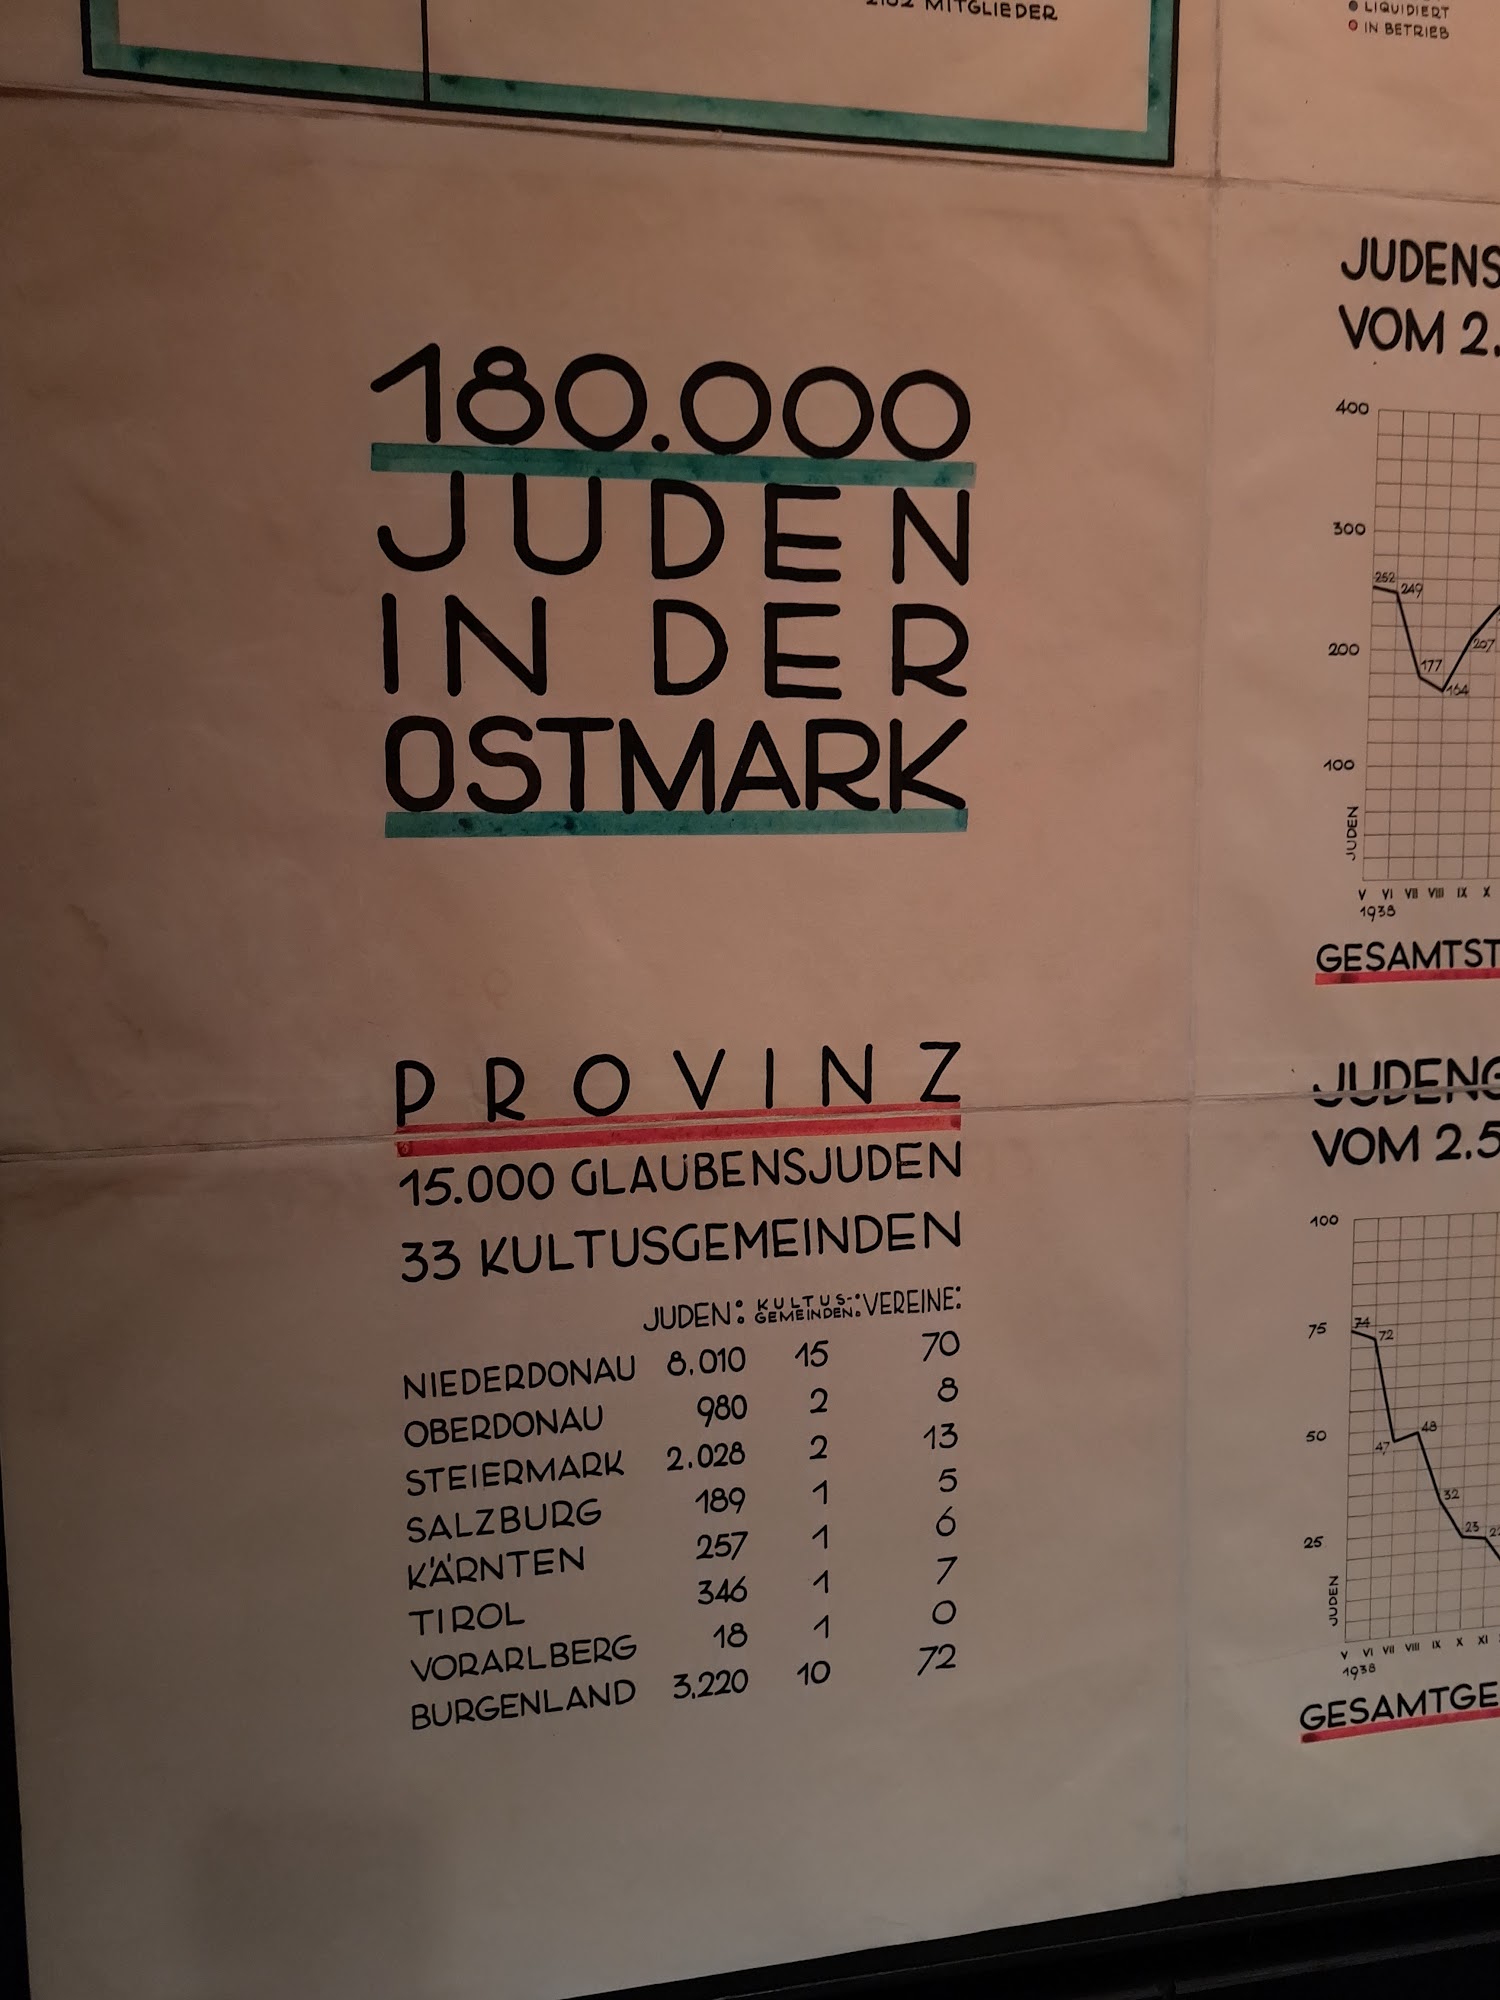 MITGLIEDER
LIQUIDIERT
IN BETRIEB
180.000
JUDEN
IN DER
OSTMARK
PROVINZ
15.000 GLAUBENSJUDEN
33 KULTUSGEMEINDEN
JUDEN: KULTUS-GEMEINDEN: VEREINE:
NIEDERDONAU 8.010 15 70
OBERDONAU 980 2 8
STEIERMARK 2.028 2 13
SALZBURG 189 1 5
KÄRNTEN 257 1 6
TIROL 346 1 7
VORARLBERG 18 1 0
BURGENLAND 3.220 10 72
VOM 2.
400
300
252 249
200 177 164 207
100
JUDEN
V VI VII VIII IX X
1938
VOM 2.5
100
75 74 72
50 47 48
32
25 23
JUDEN
V VI VII VIII IX X XI
1938